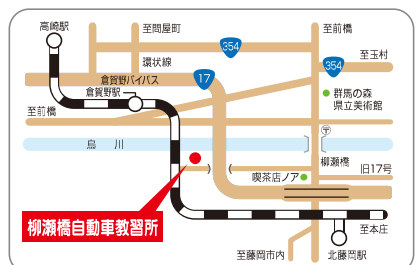 高崎駅
至問屋町
環状線
354
至前橋
至玉村
354
17
倉賀野バイパス
倉賀野駅
群馬の森
県立美術館
至前橋
〒
烏 川
柳瀬橋
旧17号
喫茶店ノア
柳瀬橋自動車教習所
至本庄
至藤岡市内
北藤岡駅